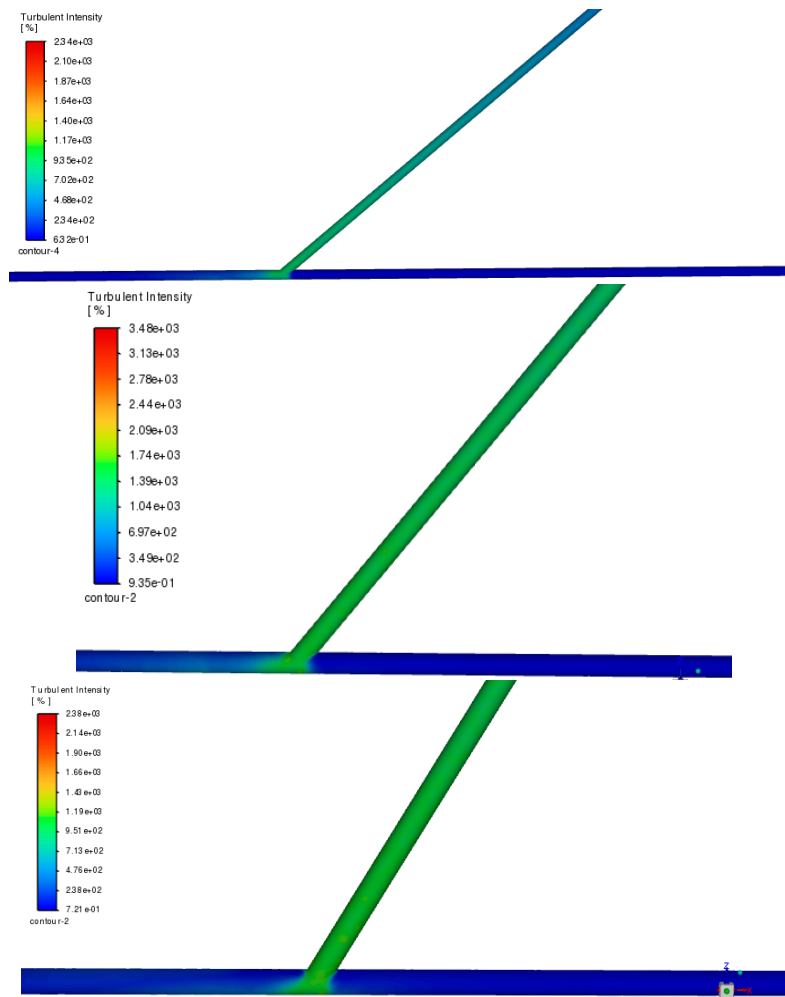 Turbulent Intensity
[ % ]
2.34e+03
2.10e+03
1.87e+03
1.64e+03
1.40e+03
1.17e+03
9.35e+02
7.02e+02
4.68e+02
2.34e+02
6.32e-01
contour-4
Turbulent Intensity
[ % ]
3.48e+03
3.13e+03
2.78e+03
2.44e+03
2.09e+03
1.74e+03
1.39e+03
1.04e+03
6.97e+02
3.49e+02
9.35e-01
contour-2
Turbulent Intensity
[ % ]
2.38e+03
2.14e+03
1.90e+03
1.66e+03
1.43e+03
1.19e+03
9.51e+02
7.13e+02
4.76e+02
2.38e+02
7.21e-01
contour-2
Z
X